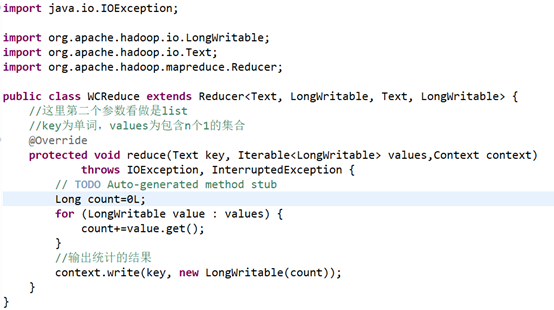 import java.io.IOException;
import org.apache.hadoop.io.LongWritable;
import org.apache.hadoop.io.Text;
import org.apache.hadoop.mapreduce.Reducer;
public class WCReduce extends Reducer<Text, LongWritable, Text, LongWritable> {
//这里第二个参数看做是list
//key为单词，values为包含n个1的集合
@Override
protected void reduce(Text key, Iterable<LongWritable> values,Context context)
throws IOException, InterruptedException {
// TODO Auto-generated method stub
Long count=0L;
for (LongWritable value : values) {
count+=value.get();
}
//输出统计的结果
context.write(key, new LongWritable(count));
}
}